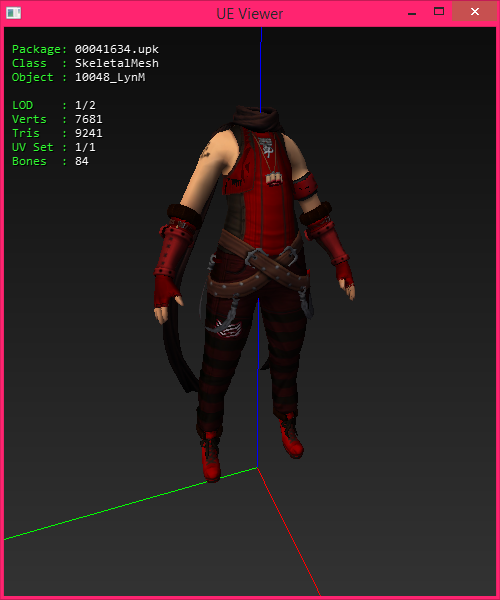 UE Viewer
Package: 00041634.upk
Class : SkeletalMesh
Object : 10048_LynM
LOD : 1/2
Verts : 7681
Tris : 9241
UV Set : 1/1
Bones : 84